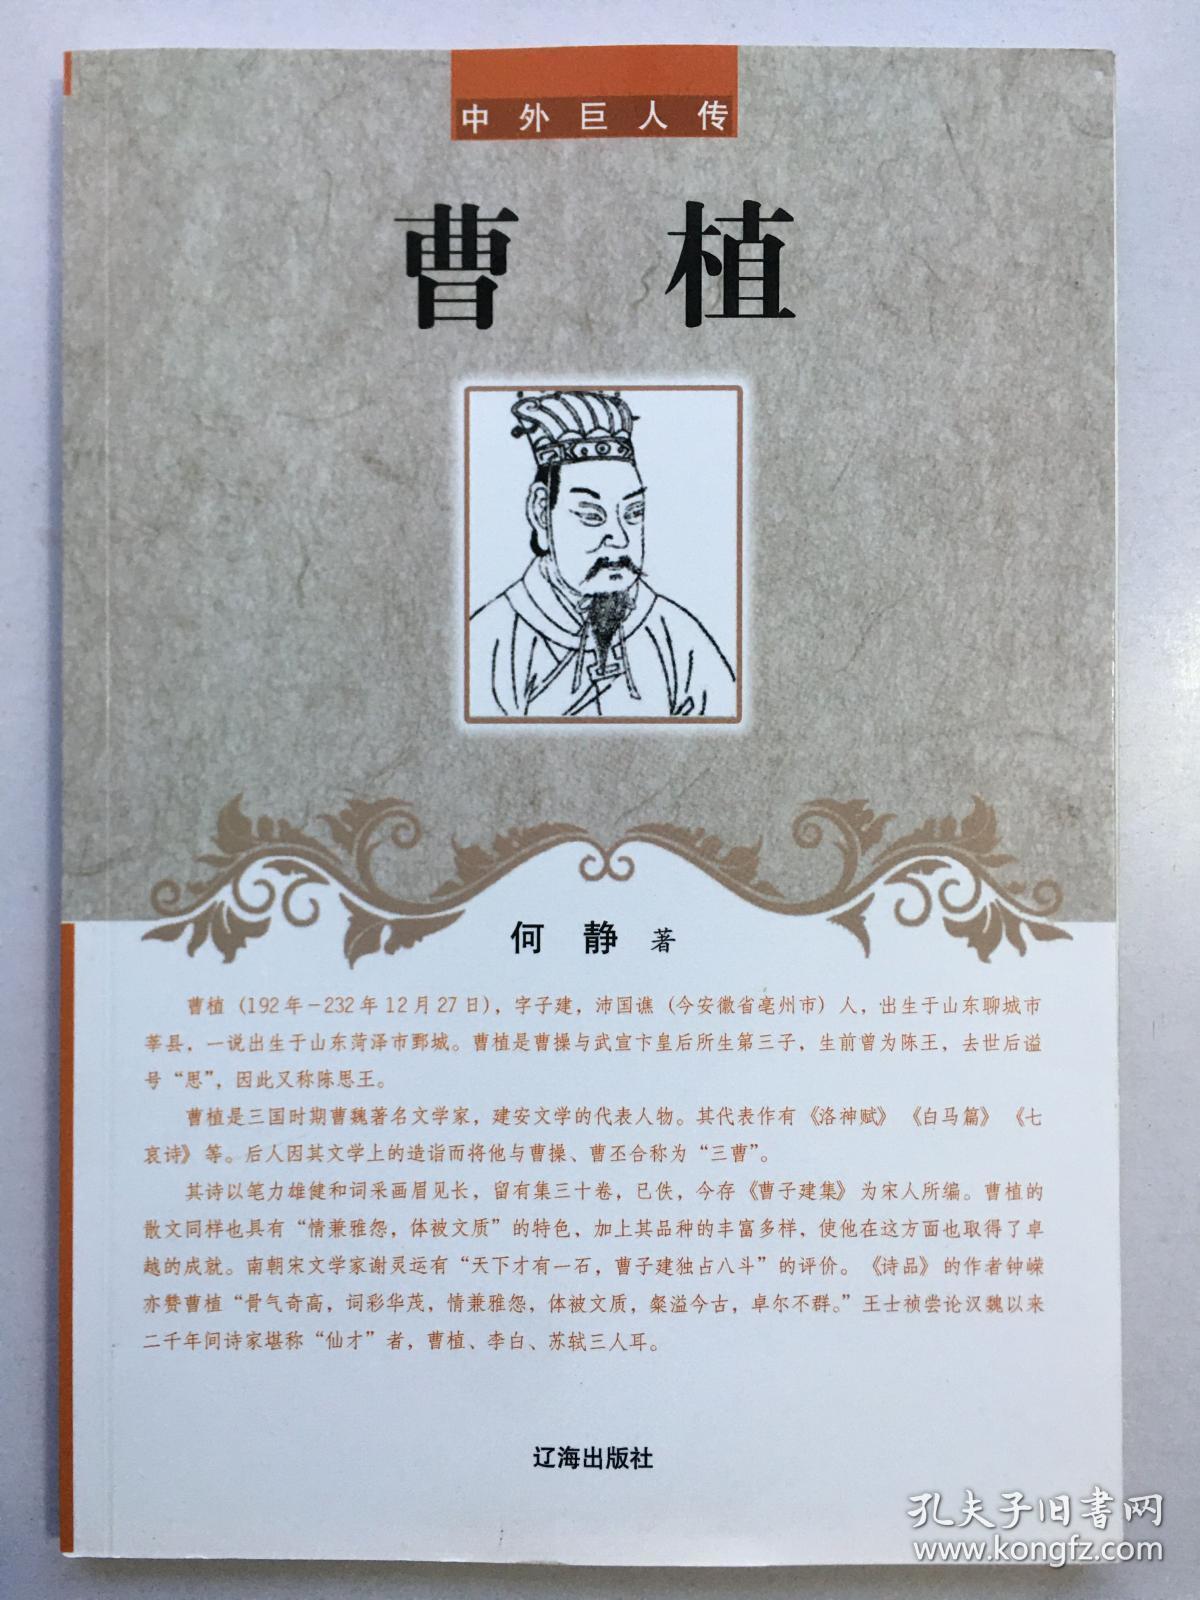 中外巨人传
曹 植
何 静 著
曹植（192年－232年12月27日），字子建，沛国谯（今安徽省亳州市）人，出生于山东聊城市
莘县，一说出生于山东菏泽市鄄城。曹植是曹操与武宣卞皇后所生第三子，生前曾为陈王，去世后谥
号“思”，因此又称陈思王。
曹植是三国时期曹魏著名文学家，建安文学的代表人物。其代表作有《洛神赋》《白马篇》《七
哀诗》等。后人因其文学上的造诣而将他与曹操、曹丕合称为“三曹”。
其诗以笔力雄健和词采画眉见长，留有集三十卷，已佚，今存《曹子建集》为宋人所编。曹植的
散文同样也具有“情兼雅怨，体被文质”的特色，加上其品种的丰富多样，使他在这方面也取得了卓
越的成就。南朝宋文学家谢灵运有“天下才有一石，曹子建独占八斗”的评价。《诗品》的作者钟嵘
亦赞曹植“骨气奇高，词彩华茂，情兼雅怨，体被文质，粲溢今古，卓尔不群。”王士祯尝论汉魏以来
二千年间诗家堪称“仙才”者，曹植、李白、苏轼三人耳。
辽海出版社
孔夫子旧书网
www.kongfz.com